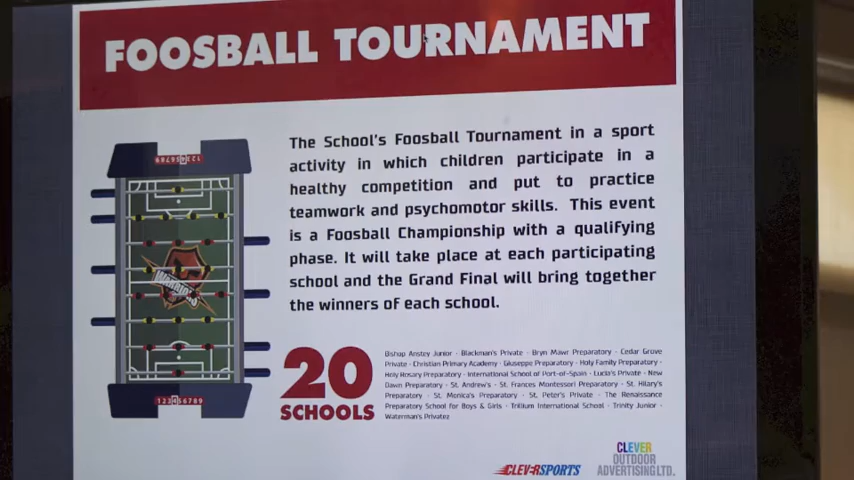 FOOSBALL TOURNAMENT
The School's Foosball Tournament in a sport
activity in which children participate in a
healthy competition and put to practice
teamwork and psychomotor skills. This event
is a Foosball Championship with a qualifying
phase. It will take place at each participating
school and the Grand Final will bring together
the winners of each school.
WARRIORS
123456789
123456789
20
SCHOOLS
Bishop Anstey Junior - Blackman's Private - Bryn Mawr Preparatory - Cedar Grove
Private - Christian Primary Academy - Giuseppe Preparatory - Holy Family Preparatory -
Holy Rosary Preparatory - International School of Port-of-Spain - Lucia's Private - New
Dawn Preparatory - St. Andrew's - St. Frances Montessori Preparatory - St. Hilary's
Preparatory - St. Monica's Preparatory - St. Peter's Private - The Renaissance
Preparatory School for Boys & Girls - Trillium International School - Trinity Junior -
Waterman's Privatez
CLEVERSPORTS
CLEVER
OUTDOOR
ADVERTISING LTD.